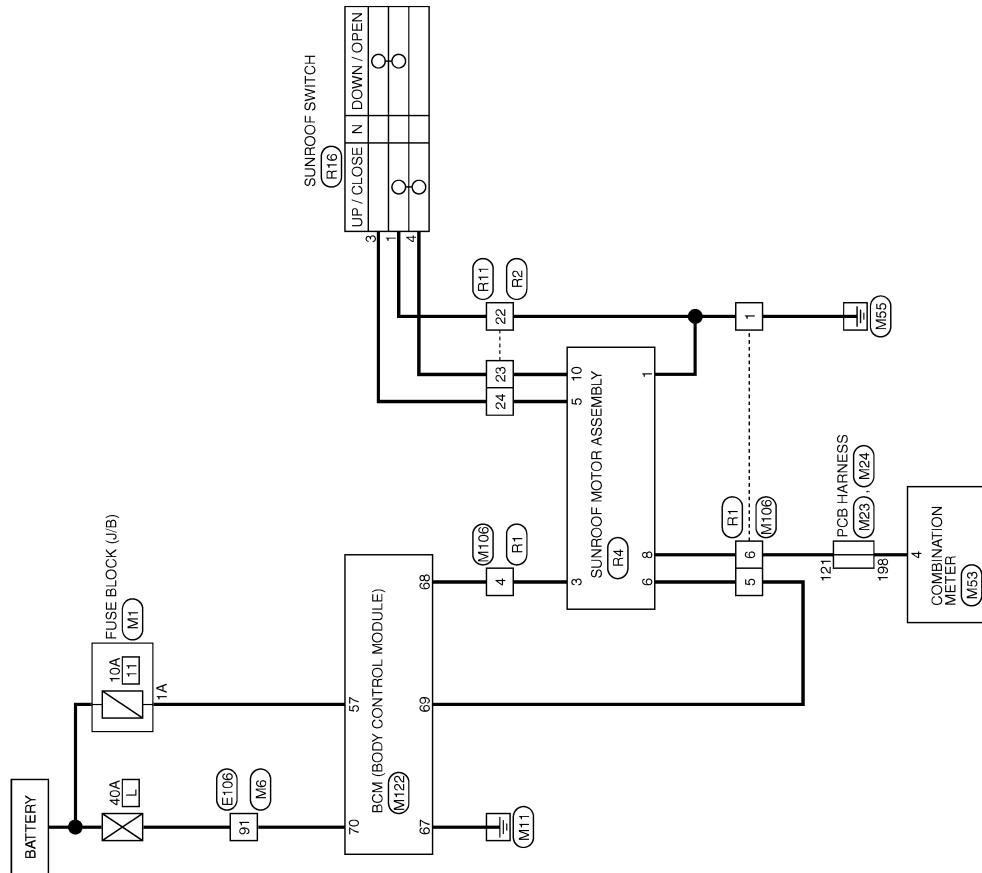 BATTERY
40A
L
10A
11
FUSE BLOCK (J/B)
M1
1A
91
E106
M6
70
57
BCM (BODY CONTROL MODULE)
M122
67
69
68
M11
4
M106
R1
3
5
10
SUNROOF MOTOR ASSEMBLY
R4
6
8
1
24
23
22
R11
R2
SUNROOF SWITCH
R16
UP / CLOSE
N
DOWN / OPEN
3
1
4
5
6
R1
M106
1
M55
121
198
PCB HARNESS
M23 , M24
4
COMBINATION
METER
M53